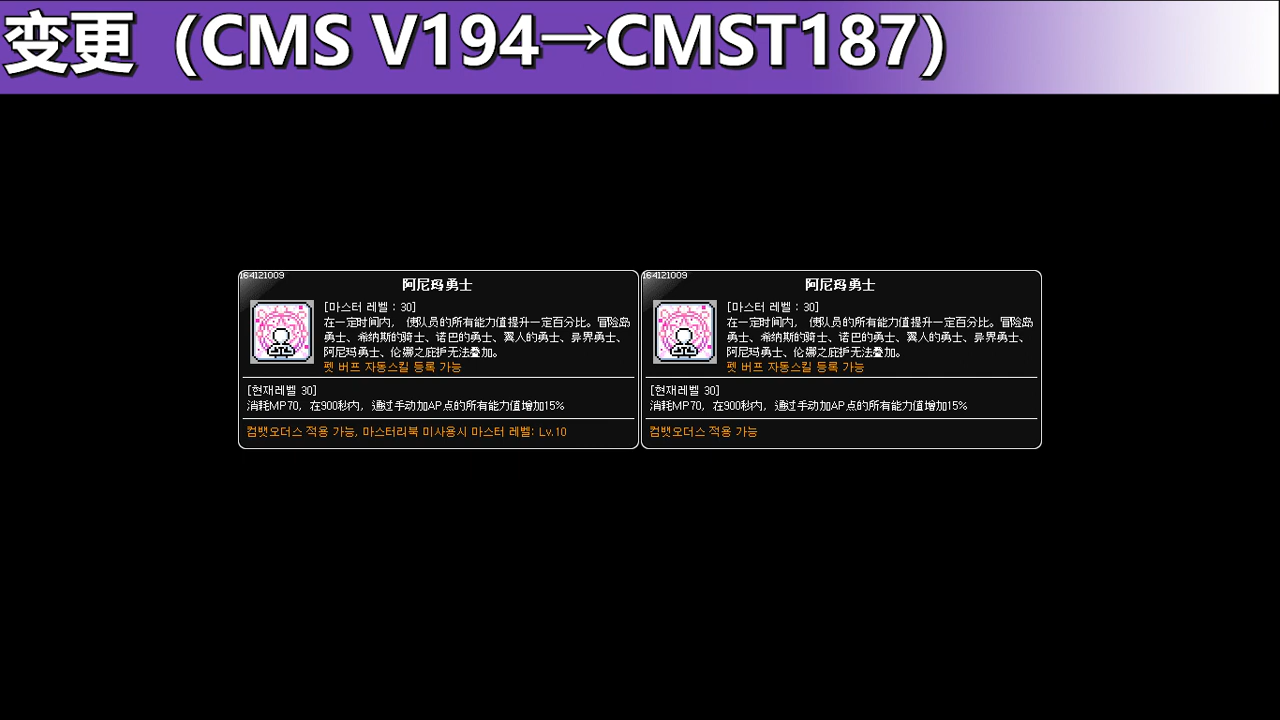 变更（CMS V194→CMST187）
164121009
阿尼玛勇士
[마스터 레벨 : 30]
在一定时间内，使队员的所有能力值提升一定百分比。冒险岛
勇士、希纳斯的骑士、诺巴的勇士、翼人的勇士、异界勇士、
阿尼玛勇士、伦娜之庇护无法叠加。
펫 버프 자동스킬 등록 가능
[현재레벨 30]
消耗MP70，在900秒内，通过手动加AP点的所有能力值增加15%
컴뱃오더스 적용 가능, 마스터리북 미사용시 마스터 레벨: Lv.10
164121009
阿尼玛勇士
[마스터 레벨 : 30]
在一定时间内，使队员的所有能力值提升一定百分比。冒险岛
勇士、希纳斯的骑士、诺巴的勇士、翼人的勇士、异界勇士、
阿尼玛勇士、伦娜之庇护无法叠加。
펫 버프 자동스킬 등록 가능
[현재레벨 30]
消耗MP70，在900秒内，通过手动加AP点的所有能力值增加15%
컴뱃오더스 적용 가능